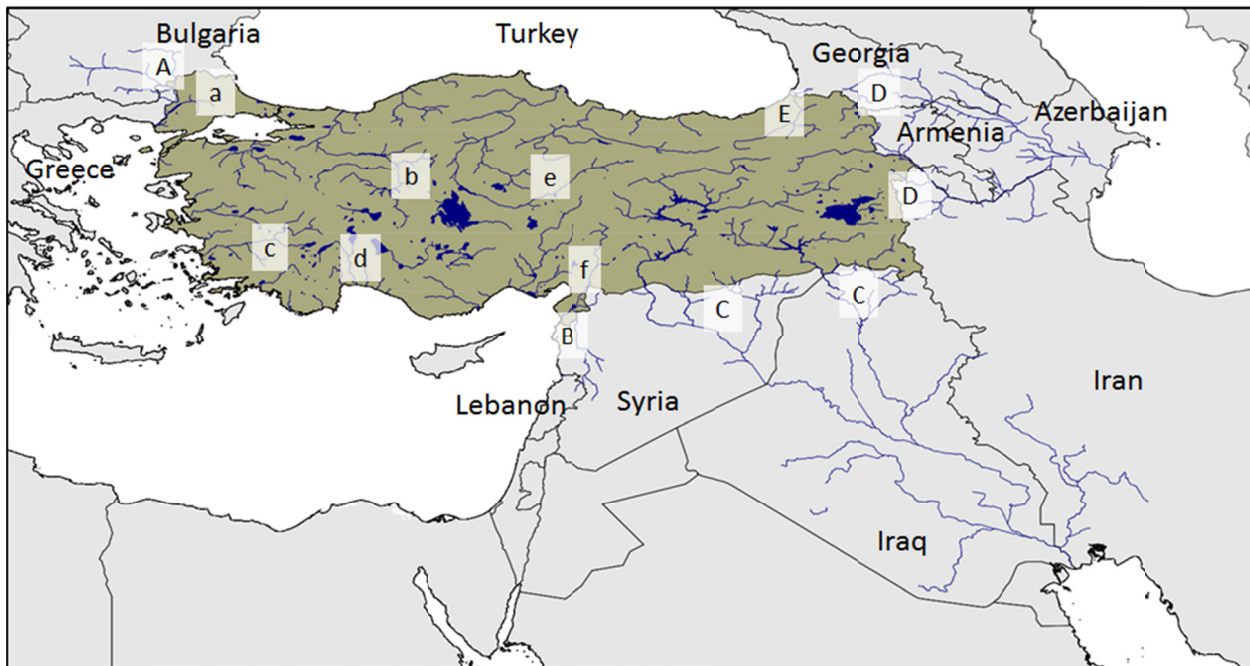 Bulgaria
Turkey
Georgia
A
a
D
E
Azerbaijan
Armenia
Greece
b
e
D
c
d
f
C
C
B
Iran
Lebanon
Syria
Iraq